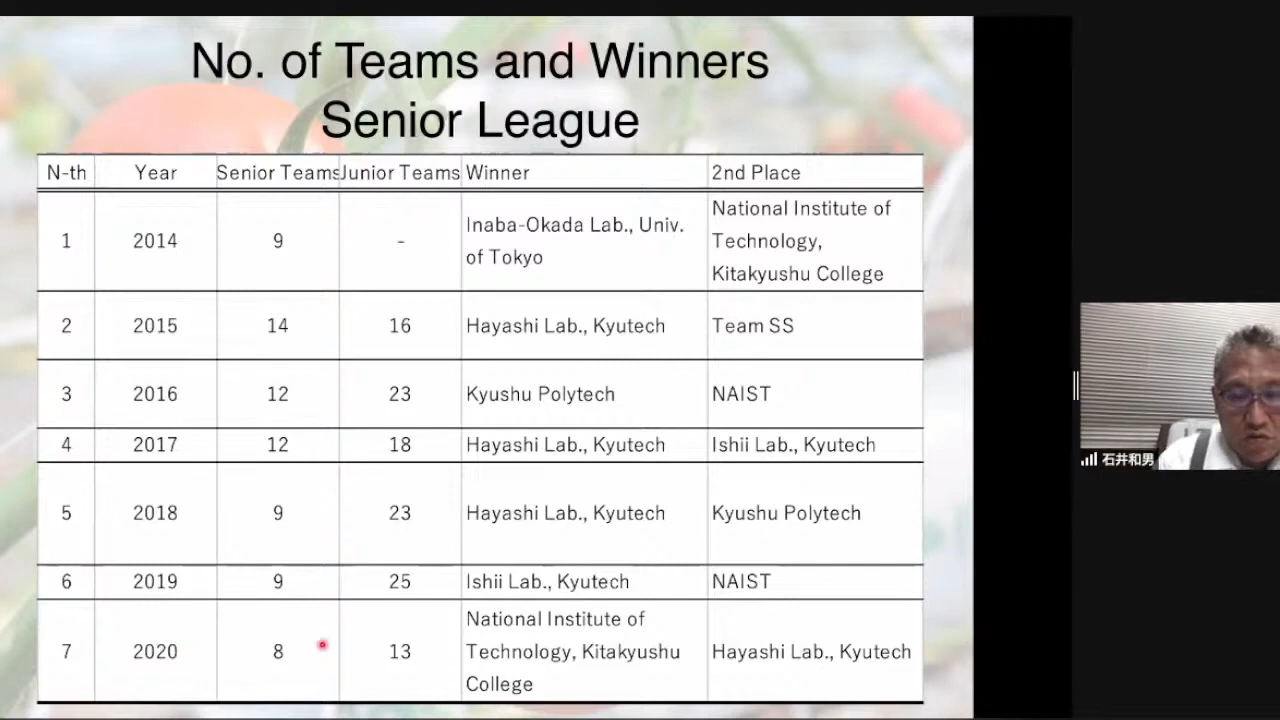 No. of Teams and Winners
Senior League
N-th Year Senior Teams Junior Teams Winner 2nd Place
1 2014 9 - Inaba-Okada Lab., Univ. of Tokyo National Institute of Technology, Kitakyushu College
2 2015 14 16 Hayashi Lab., Kyutech Team SS
3 2016 12 23 Kyushu Polytech NAIST
4 2017 12 18 Hayashi Lab., Kyutech Ishii Lab., Kyutech
5 2018 9 23 Hayashi Lab., Kyutech Kyushu Polytech
6 2019 9 25 Ishii Lab., Kyutech NAIST
7 2020 8 13 National Institute of Technology, Kitakyushu College Hayashi Lab., Kyutech
石井和男